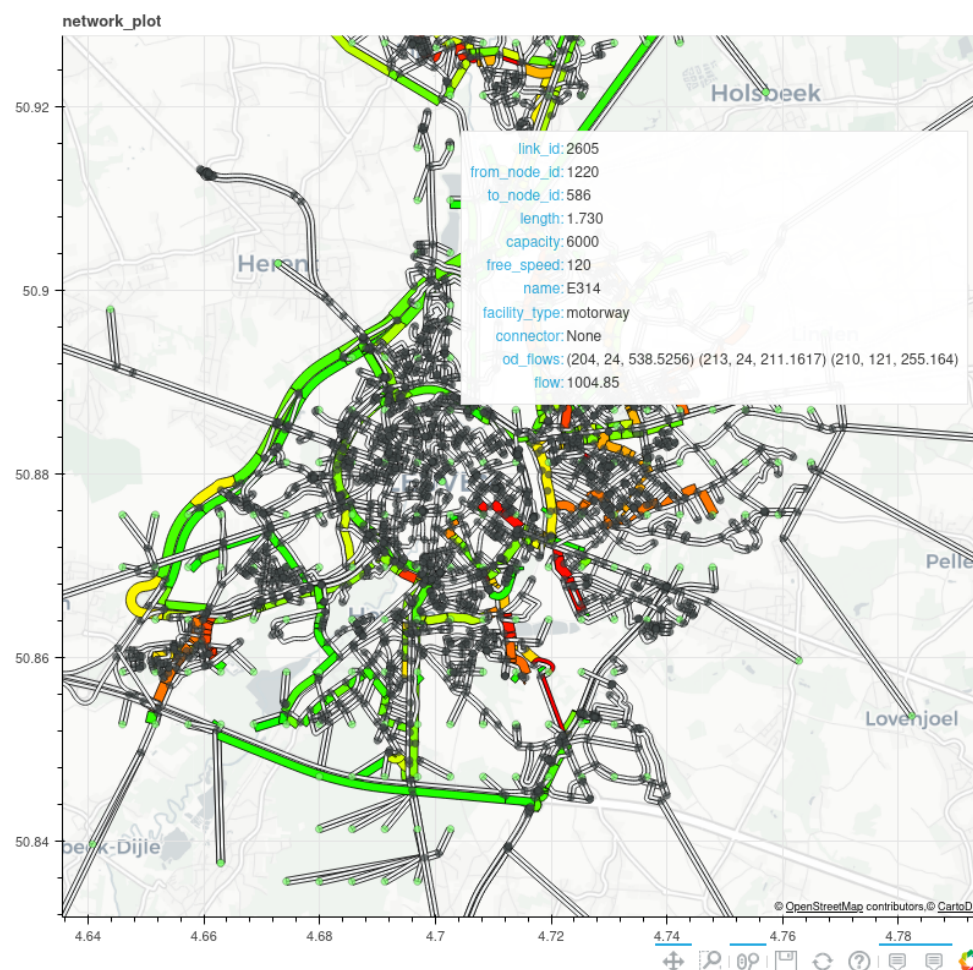 network_plot
50.92
Holsbeek
link_id: 2605
from_node_id: 1220
to_node_id: 586
length: 1.730
capacity: 6000
free_speed: 120
name: E314
facility_type: motorway
connector: None
od_flows: (204, 24, 538.5256) (213, 24, 211.1617) (210, 121, 255.164)
flow: 1004.85
50.9
50.88
Pelle
50.86
Lovenjoel
50.84
beek-Dijle
© OpenStreetMap contributors,© CartoD
4.64
4.66
4.68
4.7
4.72
4.74
4.76
4.78